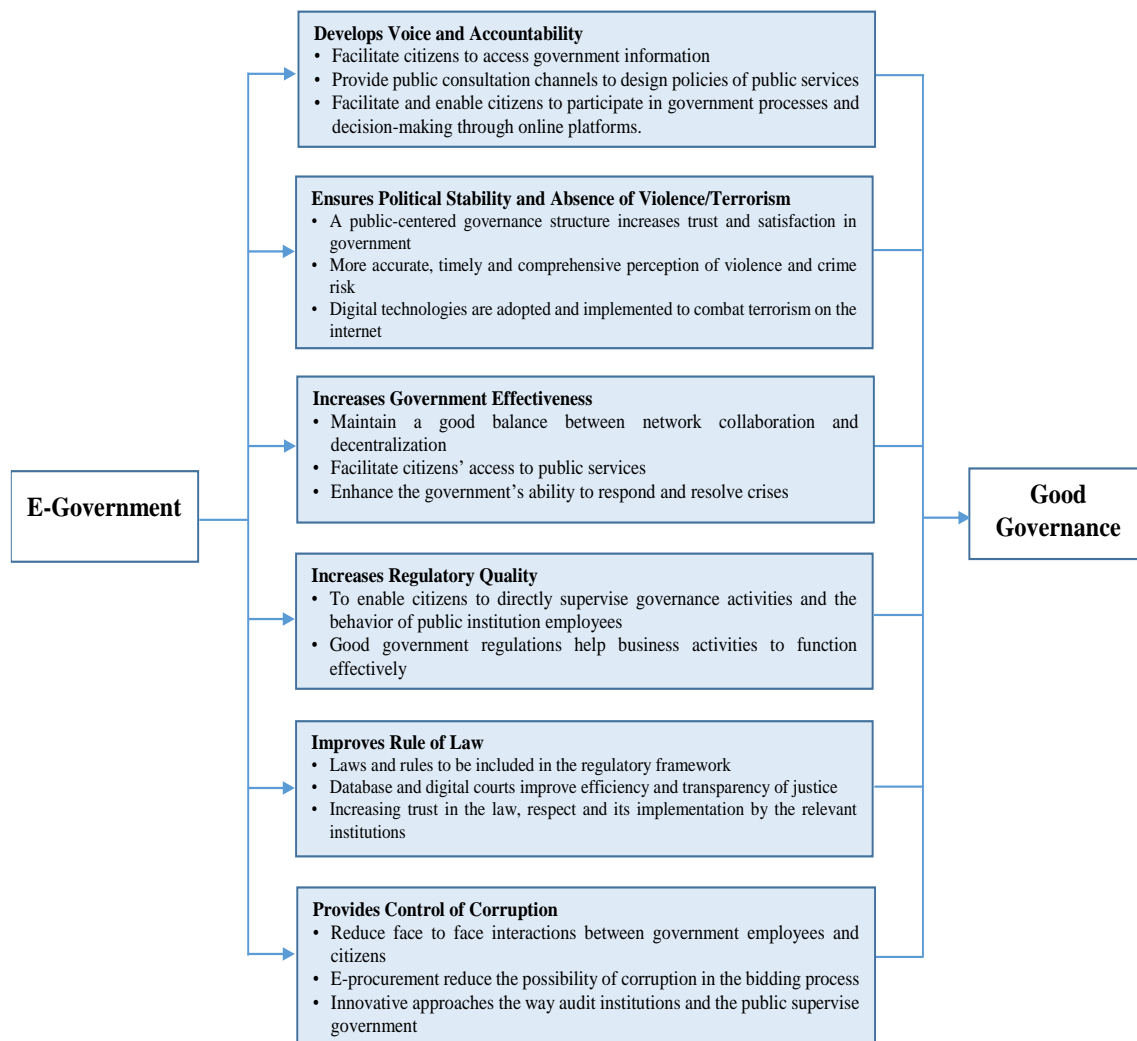 Develops Voice and Accountability
• Facilitate citizens to access government information
• Provide public consultation channels to design policies of public services
• Facilitate and enable citizens to participate in government processes and
decision-making through online platforms.
Ensures Political Stability and Absence of Violence/Terrorism
• A public-centered governance structure increases trust and satisfaction in
government
• More accurate, timely and comprehensive perception of violence and crime
risk
• Digital technologies are adopted and implemented to combat terrorism on the
internet
Increases Government Effectiveness
• Maintain a good balance between network collaboration and
decentralization
• Facilitate citizens’ access to public services
• Enhance the government’s ability to respond and resolve crises
E-Government
Good
Governance
Increases Regulatory Quality
• To enable citizens to directly supervise governance activities and the
behavior of public institution employees
• Good government regulations help business activities to function
effectively
Improves Rule of Law
• Laws and rules to be included in the regulatory framework
• Database and digital courts improve efficiency and transparency of justice
• Increasing trust in the law, respect and its implementation by the relevant
institutions
Provides Control of Corruption
• Reduce face to face interactions between government employees and
citizens
• E-procurement reduce the possibility of corruption in the bidding process
• Innovative approaches the way audit institutions and the public supervise
government